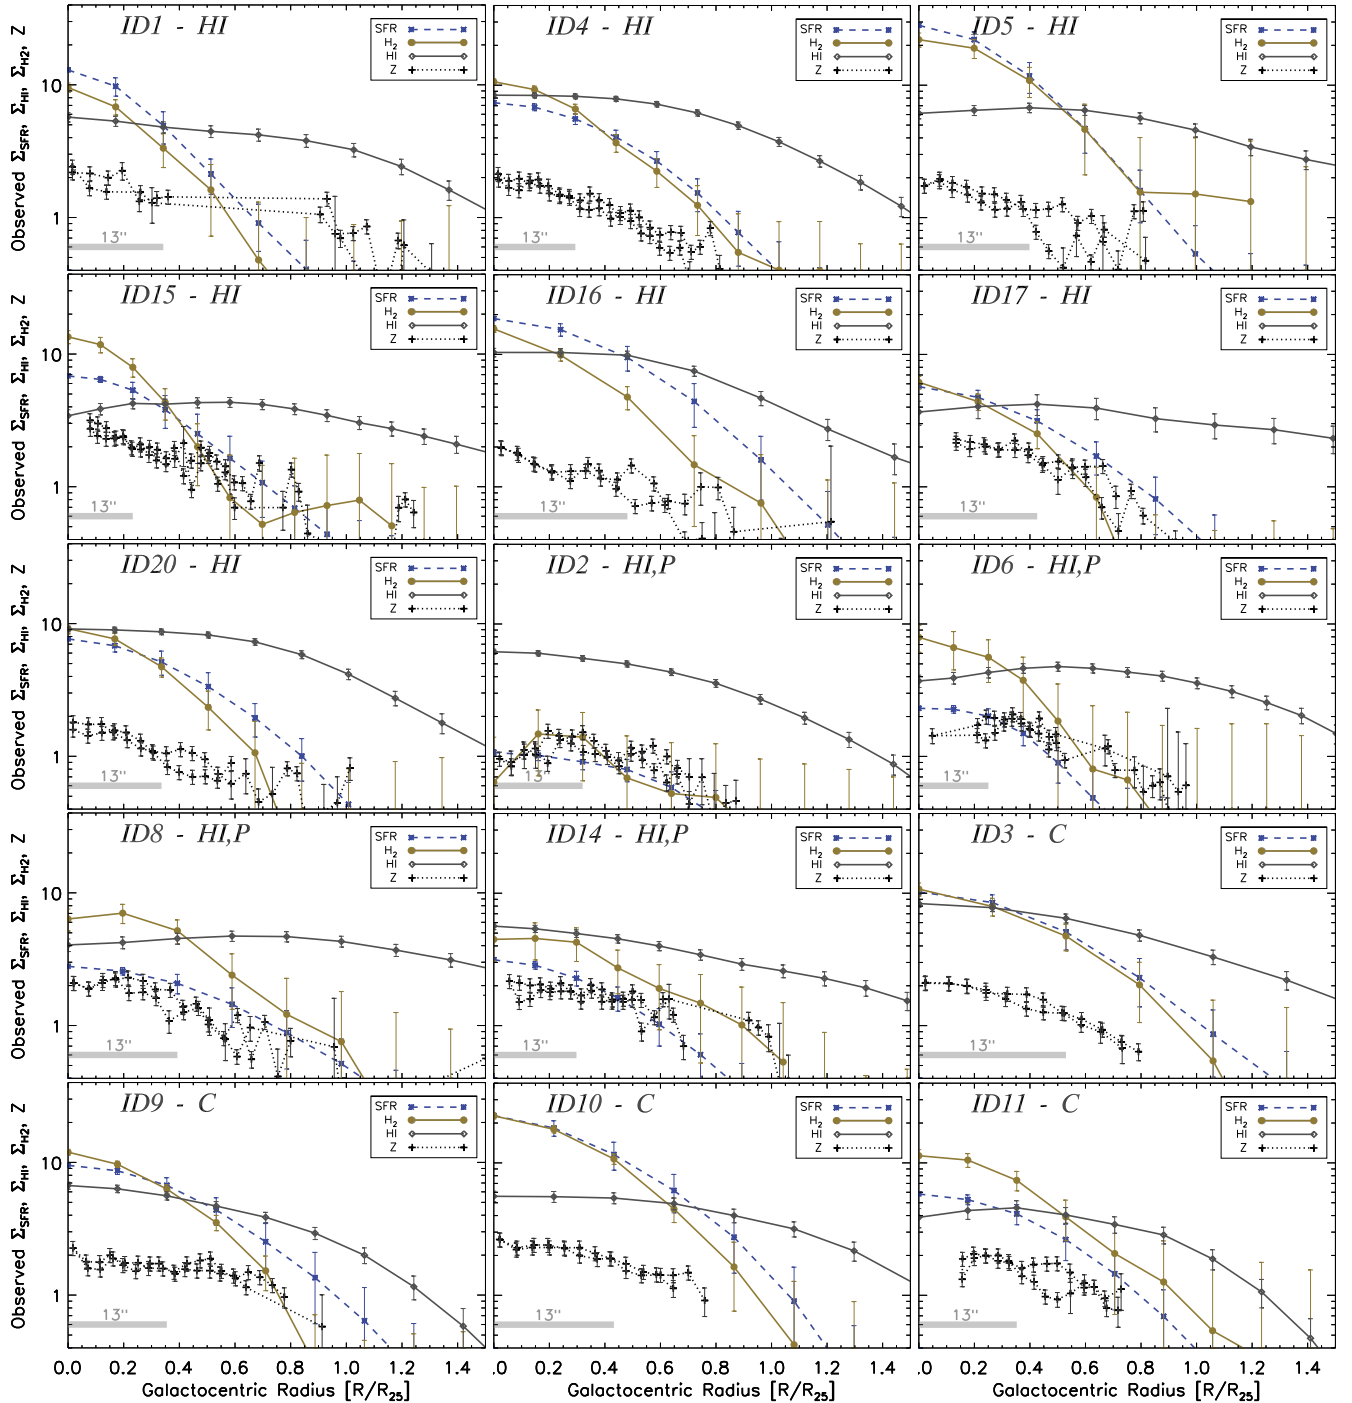 ID1 - HI
SFR
H2
HI
Z
13"
ID4 - HI
SFR
H2
HI
Z
13"
ID5 - HI
SFR
H2
HI
Z
13"
Observed ΣSFR, ΣHI, ΣH2, Z
10
1
ID15 - HI
SFR
H2
HI
Z
13"
ID16 - HI
SFR
H2
HI
Z
13"
ID17 - HI
SFR
H2
HI
Z
13"
Observed ΣSFR, ΣHI, ΣH2, Z
10
1
ID20 - HI
SFR
H2
HI
Z
13"
ID2 - HI,P
SFR
H2
HI
Z
13"
ID6 - HI,P
SFR
H2
HI
Z
13"
Observed ΣSFR, ΣHI, ΣH2, Z
10
1
ID8 - HI,P
SFR
H2
HI
Z
13"
ID14 - HI,P
SFR
H2
HI
Z
13"
ID3 - C
SFR
H2
HI
Z
13"
Observed ΣSFR, ΣHI, ΣH2, Z
10
1
ID9 - C
SFR
H2
HI
Z
13"
ID10 - C
SFR
H2
HI
Z
13"
ID11 - C
SFR
H2
HI
Z
13"
Observed ΣSFR, ΣHI, ΣH2, Z
10
1
0.0 0.2 0.4 0.6 0.8 1.0 1.2 1.4
Galactocentric Radius [R/R25]
0.0 0.2 0.4 0.6 0.8 1.0 1.2 1.4
Galactocentric Radius [R/R25]
.0 0.2 0.4 0.6 0.8 1.0 1.2 1.4
Galactocentric Radius [R/R25]